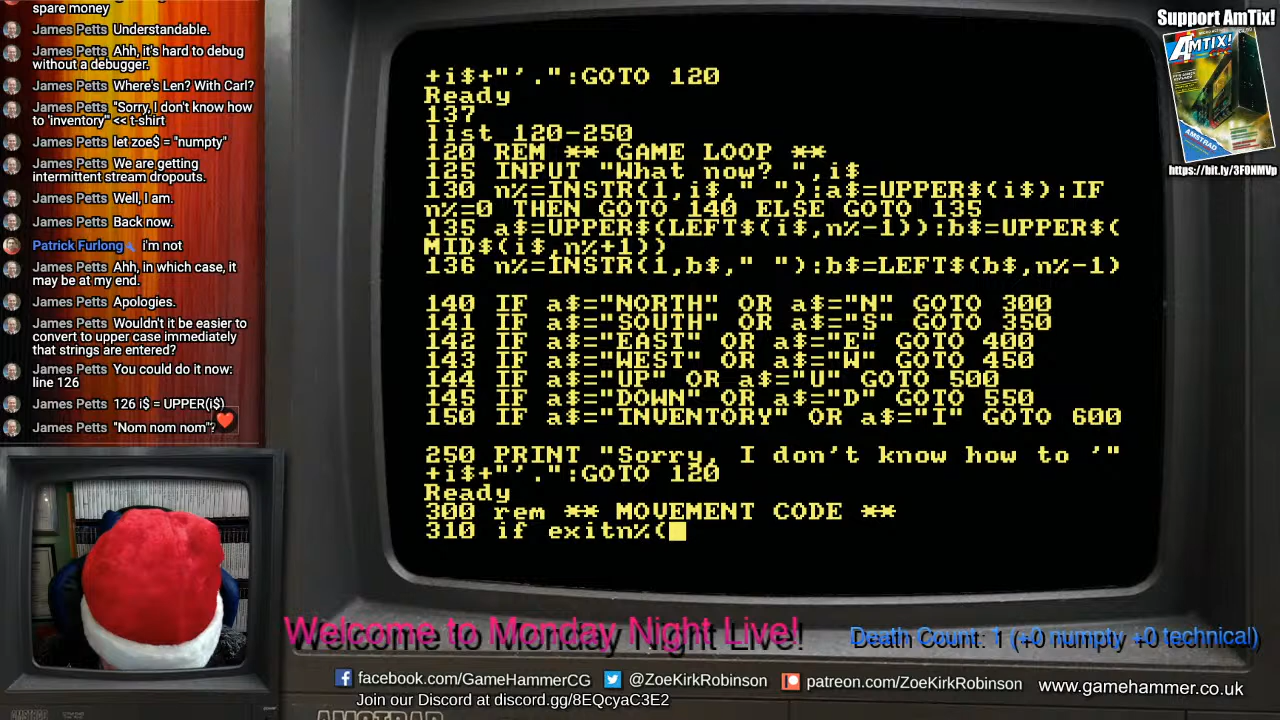 spare money
James Petts Understandable.
James Petts Ahh, it's hard to debug
without a debugger.
James Petts Where's Len? With Carl?
James Petts "Sorry, I don't know how
to 'inventory'" << t-shirt
James Petts let zoe$ = "numpty"
James Petts We are getting
intermittent stream dropouts.
James Petts Well, I am.
James Petts Back now.
Patrick Furlong i'm not
James Petts Ahh, in which case, it
may be at my end.
James Petts Apologies.
James Petts Wouldn't it be easier to
convert to upper case immediately
that strings are entered?
James Petts You could do it now:
line 126
James Petts 126 i$ = UPPER(i$)
James Petts "Nom nom nom"?
+i$+"'.":GOTO 120
Ready
137
list 120-250
120 REM ** GAME LOOP **
125 INPUT "What now? ",i$
130 n%=INSTR(1,i$," "):a$=UPPER$(i$):IF
n%=0 THEN GOTO 140 ELSE GOTO 135
135 a$=UPPER$(LEFT$(i$,n%-1)):b$=UPPER$(
MID$(i$,n%+1))
136 n%=INSTR(1,b$," "):b$=LEFT$(b$,n%-1)
140 IF a$="NORTH" OR a$="N" GOTO 300
141 IF a$="SOUTH" OR a$="S" GOTO 350
142 IF a$="EAST" OR a$="E" GOTO 400
143 IF a$="WEST" OR a$="W" GOTO 450
144 IF a$="UP" OR a$="U" GOTO 500
145 IF a$="DOWN" OR a$="D" GOTO 550
150 IF a$="INVENTORY" OR a$="I" GOTO 600
250 PRINT "Sorry, I don't know how to '"
+i$+"'.":GOTO 120
Ready
300 rem ** MOVEMENT CODE **
310 if exitn%(
Support AmTix!
AMTIX!
AMSTRAD
https://bit.ly/3F0NMVp
Welcome to Monday Night Live!
Death Count: 1 (+0 numpty +0 technical)
facebook.com/GameHammerCG
@ZoeKirkRobinson
patreon.com/ZoeKirkRobinson
www.gamehammer.co.uk
Join our Discord at discord.gg/8EQcyaC3E2
AMSTRAD